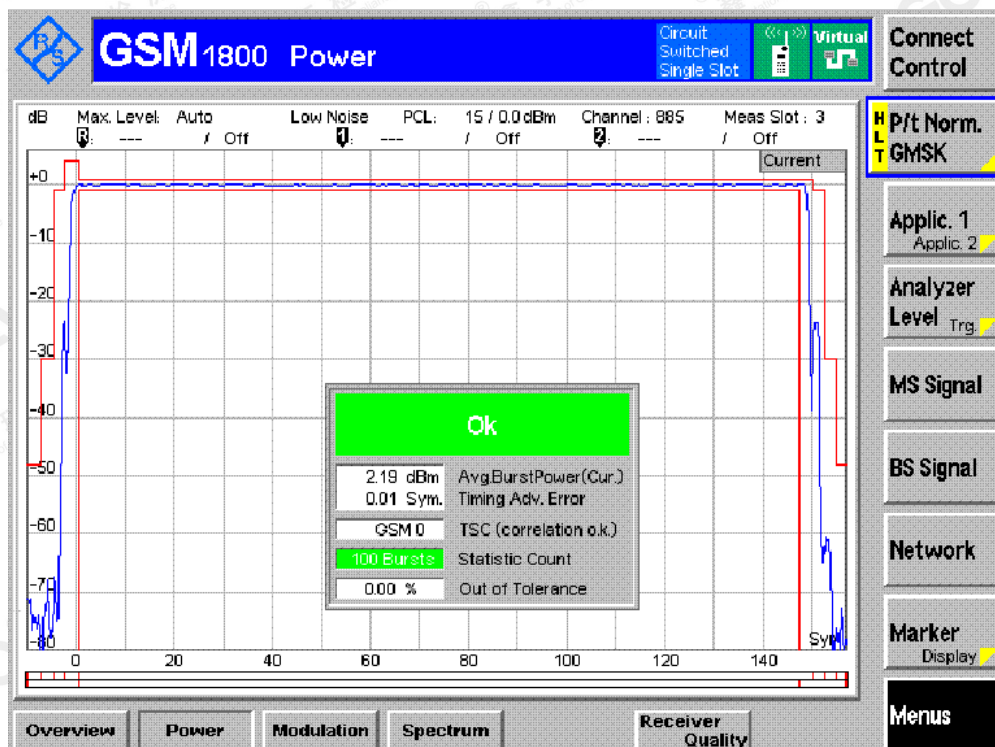 R/S
GSM 1800 Power
Circuit
Switched
Single Slot
Virtual
Connect
Control
dB Max. Level: Auto Low Noise PCL: 15 / 0.0 dBm Channel : 885 Meas Slot : 3
R: --- / Off 1: --- / Off 2: --- / Off
Current
+0
-10
-20
-30
-40
-50
-60
-70
-80
0 20 40 60 80 100 120 140
Ok
2.19 dBm Avg.BurstPower(Cur.)
0.01 Sym. Timing Adv. Error
GSM 0 TSC (correlation o.k.)
100 Bursts Statistic Count
0.00 % Out of Tolerance
HLT
P/t Norm.
GMSK
Applic. 1
Applic. 2
Analyzer
Level Trg.
MS Signal
BS Signal
Network
Marker
Display
Menus
Overview Power Modulation Spectrum Receiver
Quality